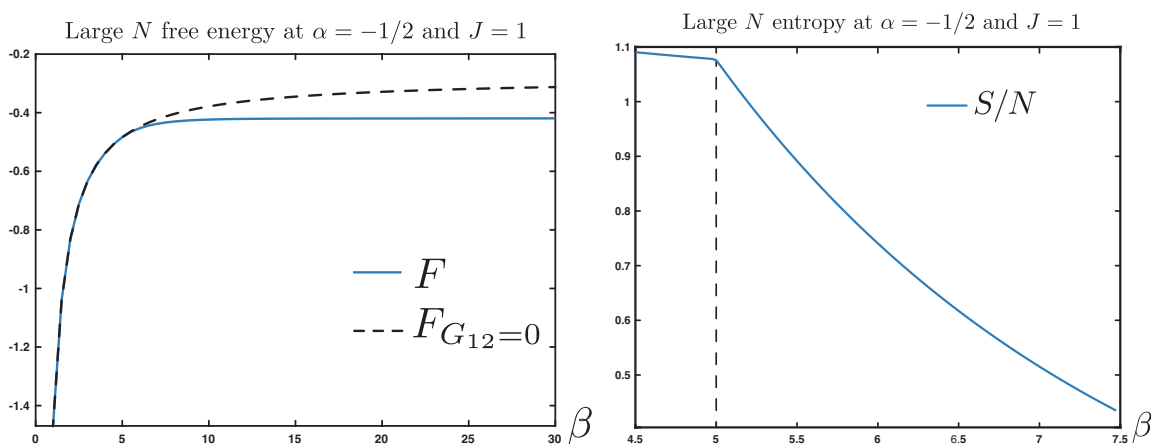 Large N free energy at α = −1/2 and J = 1
-0.2
-0.4
-0.6
-0.8
-1
-1.2
-1.4
F
F_{G_{12}=0}
0 5 10 15 20 25 30 β
Large N entropy at α = −1/2 and J = 1
1.1
1
0.9
0.8
0.7
0.6
0.5
S/N
4.5 5 5.5 6 6.5 7 7.5 β